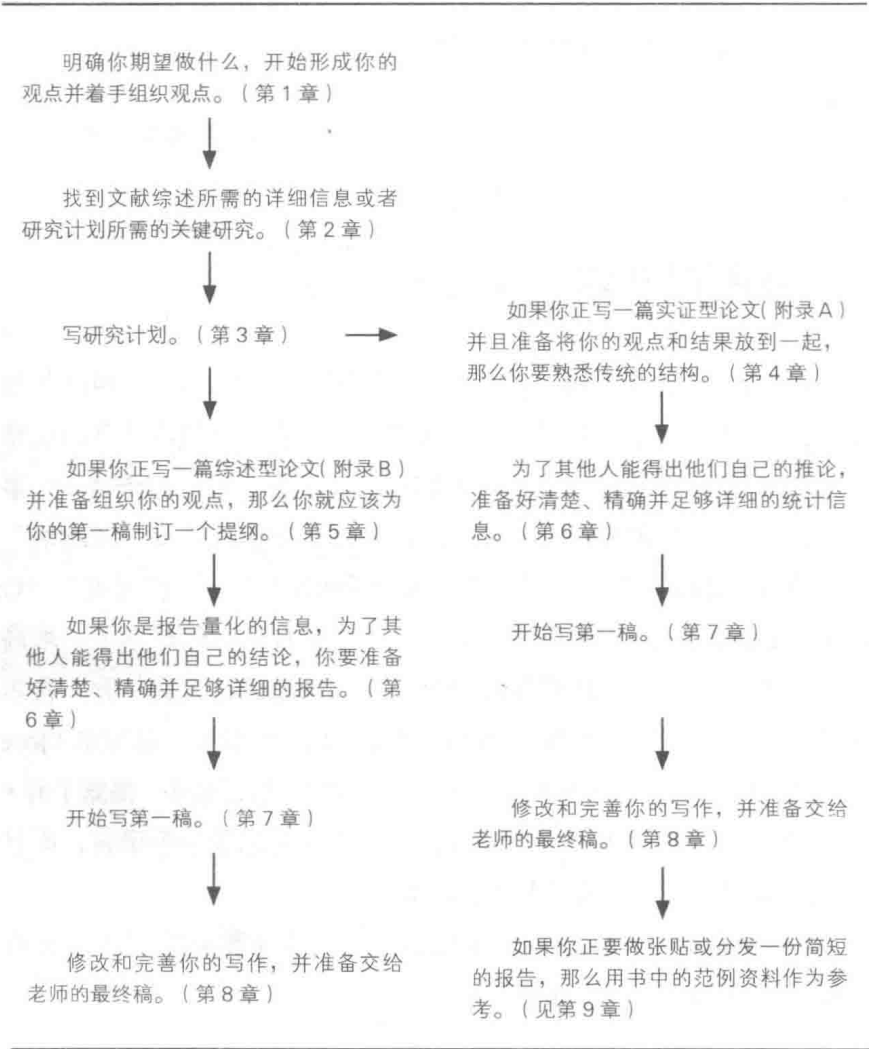 明确你期望做什么，开始形成你的
观点并着手组织观点。（第1章）
找到文献综述所需的详细信息或者
研究计划所需的关键研究。（第2章）
写研究计划。（第3章）
如果你正写一篇综述型论文（附录B）
并准备组织你的观点，那么你就应该为
你的第一稿制订一个提纲。（第5章）
如果你是报告量化的信息，为了其
他人能得出他们自己的结论，你要准备
好清楚、精确并足够详细的报告。（第
6章）
开始写第一稿。（第7章）
修改和完善你的写作，并准备交给
老师的最终稿。（第8章）
如果你正写一篇实证型论文（附录A）
并且准备将你的观点和结果放到一起，
那么你要熟悉传统的结构。（第4章）
为了其他人能得出他们自己的推论，
准备好清楚、精确并足够详细的统计信
息。（第6章）
开始写第一稿。（第7章）
修改和完善你的写作，并准备交给
老师的最终稿。（第8章）
如果你正要做张贴或分发一份简短
的报告，那么用书中的范例资料作为参
考。（见第9章）